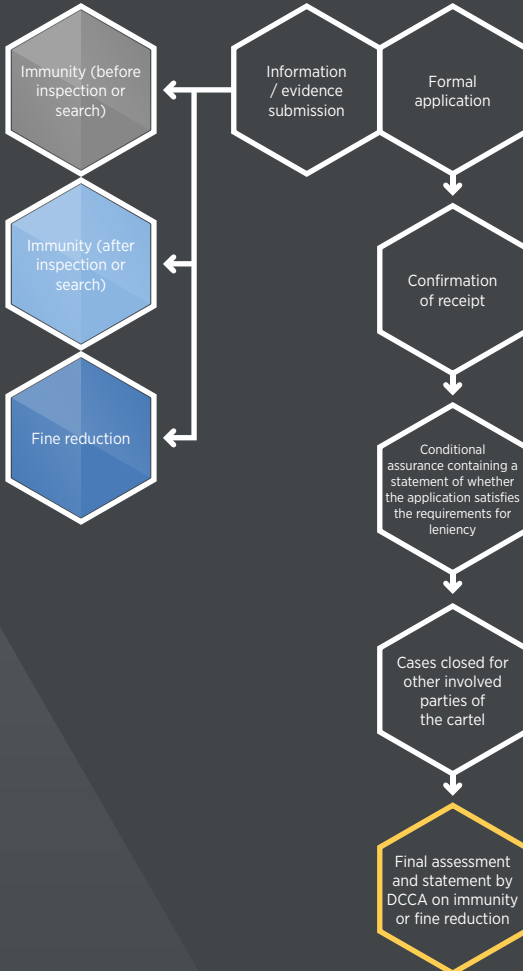 Immunity (before
inspection or
search)
Information
/ evidence
submission
Formal
application
Immunity (after
inspection or
search)
Confirmation
of receipt
Fine reduction
Conditional
assurance containing a
statement of whether
the application satisfies
the requirements for
leniency
Cases closed for
other involved
parties of
the cartel
Final assessment
and statement by
DCCA on immunity
or fine reduction